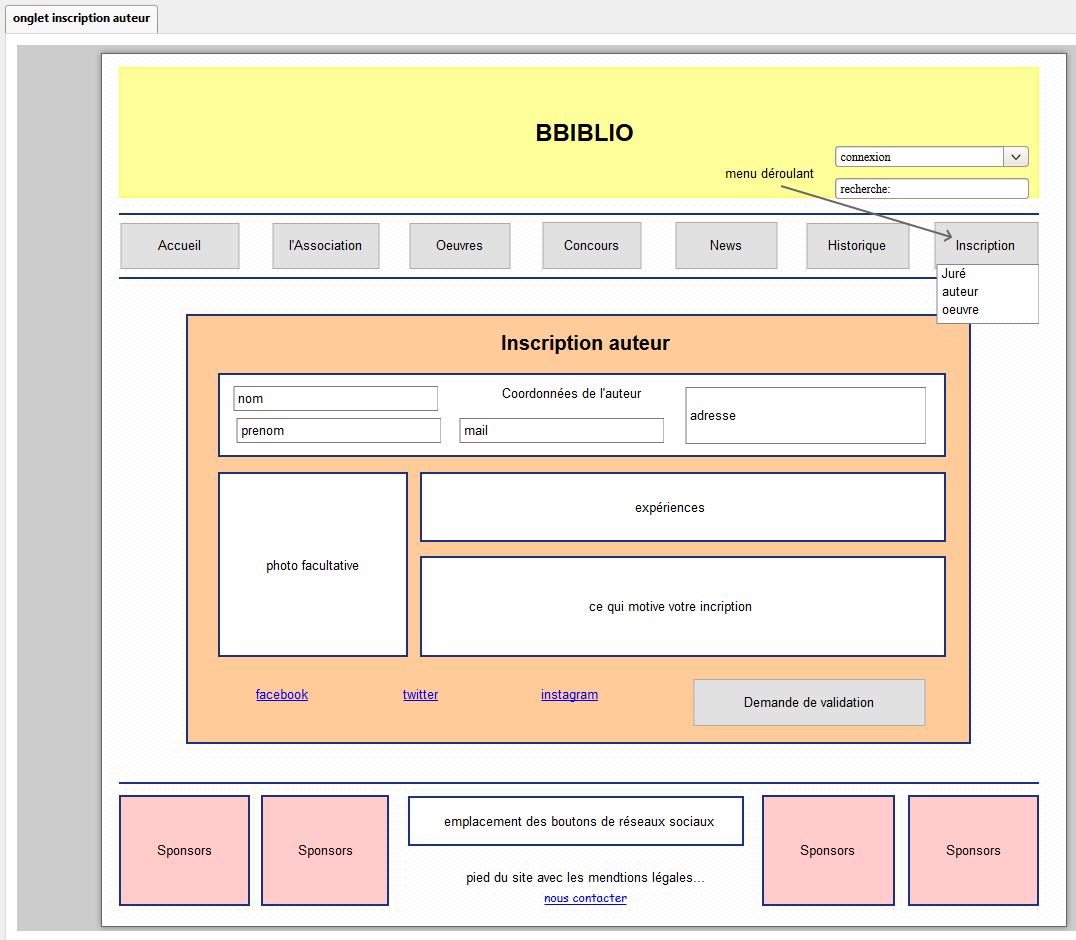 onglet inscription auteur
BBIBLIO
connexion
menu déroulant
recherche:
Accueil
l'Association
Oeuvres
Concours
News
Historique
Inscription
Juré
auteur
oeuvre
Inscription auteur
nom
Coordonnées de l'auteur
adresse
prenom
mail
expériences
photo facultative
ce qui motive votre incription
facebook
twitter
instagram
Demande de validation
Sponsors
Sponsors
emplacement des boutons de réseaux sociaux
pied du site avec les mendtions légales...
nous contacter
Sponsors
Sponsors